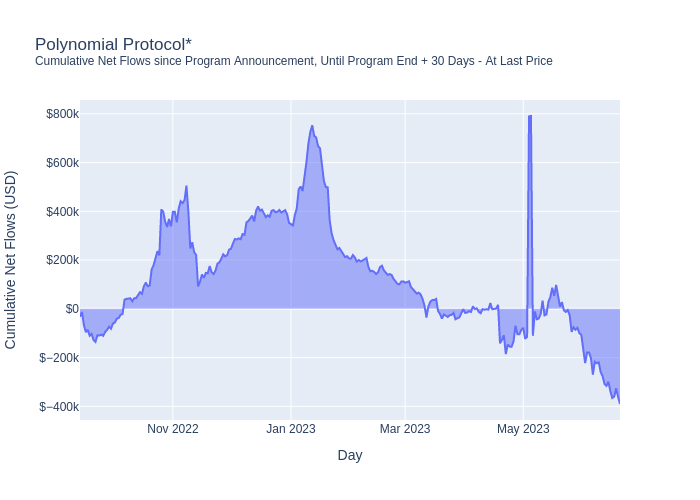 Polynomial Protocol*
Cumulative Net Flows since Program Announcement, Until Program End + 30 Days - At Last Price
Cumulative Net Flows (USD)
$800k
$600k
$400k
$200k
$0
$−200k
$−400k
Nov 2022
Jan 2023
Mar 2023
May 2023
Day